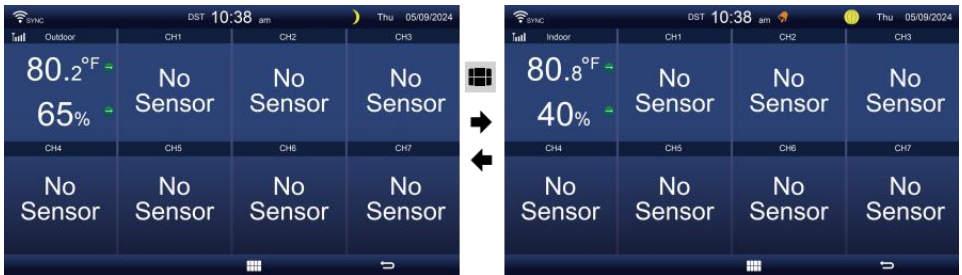 SYNC DST 10:38 am Thu 05/09/2024
Outdoor CH1 CH2 CH3
80.2°F
65%
No Sensor No Sensor No Sensor
CH4 CH5 CH6 CH7
No Sensor No Sensor No Sensor No Sensor
SYNC DST 10:38 am Thu 05/09/2024
Indoor CH1 CH2 CH3
80.8°F
40%
No Sensor No Sensor No Sensor
CH4 CH5 CH6 CH7
No Sensor No Sensor No Sensor No Sensor